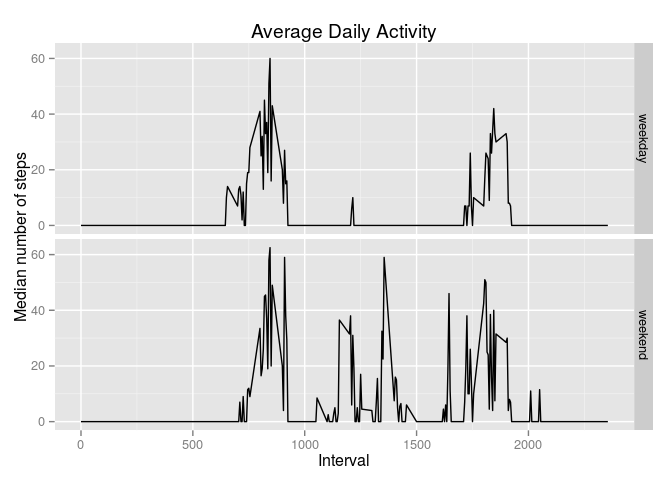 Average Daily Activity
Median number of steps
60
40
20
0
weekday
60
40
20
0
weekend
0 500 1000 1500 2000
Interval